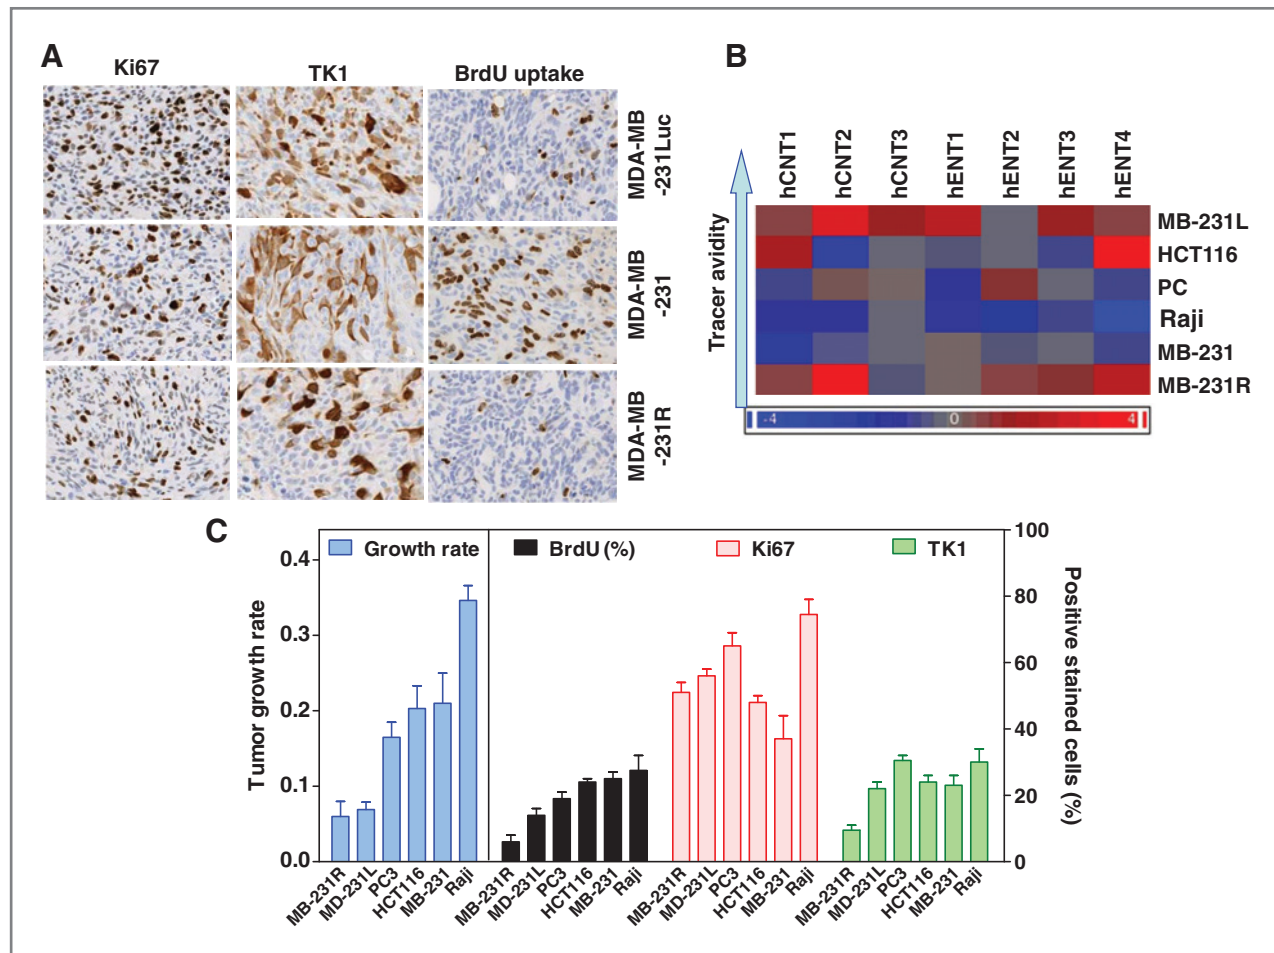 A
Ki67
TK1
BrdU uptake
MDA-MB
-231Luc
MDA-MB
-231
MDA-MB
-231R
B
hCNT1
hCNT2
hCNT3
hENT1
hENT2
hENT3
hENT4
Tracer avidity
MB-231L
HCT116
PC
Raji
MB-231
MB-231R
-4
0
4
C
Growth rate
BrdU (%)
Ki67
TK1
Tumor growth rate
0.4
0.3
0.2
0.1
0.0
100
80
60
40
20
0
Positive stained cells (%)
MB-231R
MD-231L
PC3
HCT116
MB-231
Raji
MB-231R
MD-231L
PC3
HCT116
MB-231
Raji
MB-231R
MD-231L
PC3
HCT116
MB-231
Raji
MB-231R
MD-231L
PC3
HCT116
MB-231
Raji